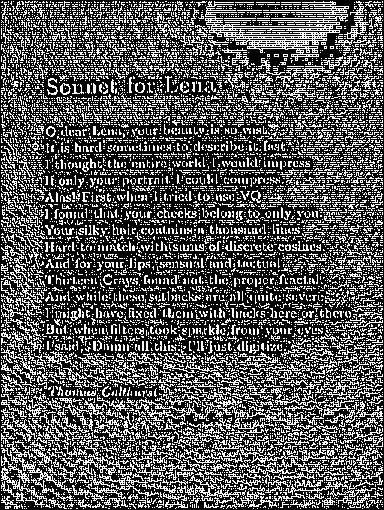 Sonnet for Lena
O dear Lena, your beauty is so vast
It is hard sometimes to describe it fast.
I thought the entire world I would impress
If only your portrait I could compress.
Alas! First when I tried to use VQ
I found that your cheeks belong to only you.
Your silky hair contains a thousand lines
Hard to match with sums of discrete cosines.
And for your lips, sensual and tactual
Thirteen Crays found not the proper fractal.
And while these setbacks are all quite severe
I might have fixed them with hacks here or there
But when filters took sparkle from your eyes
I said, 'Damn all this. I'll just digitize.'
Thomas Colthurst